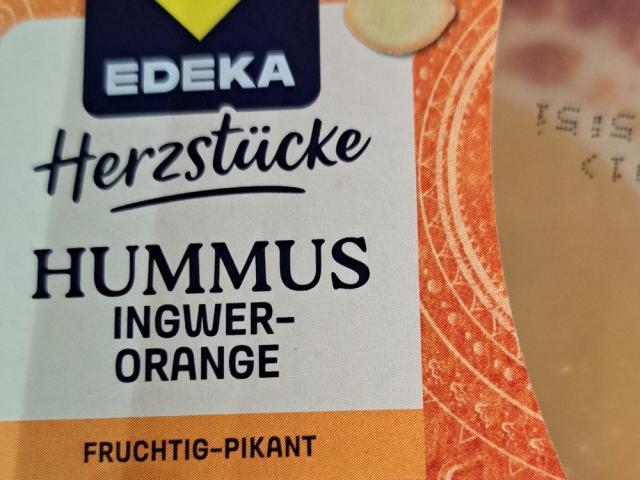 EDEKA
Herzstücke
HUMMUS
INGWER-
ORANGE
FRUCHTIG-PIKANT